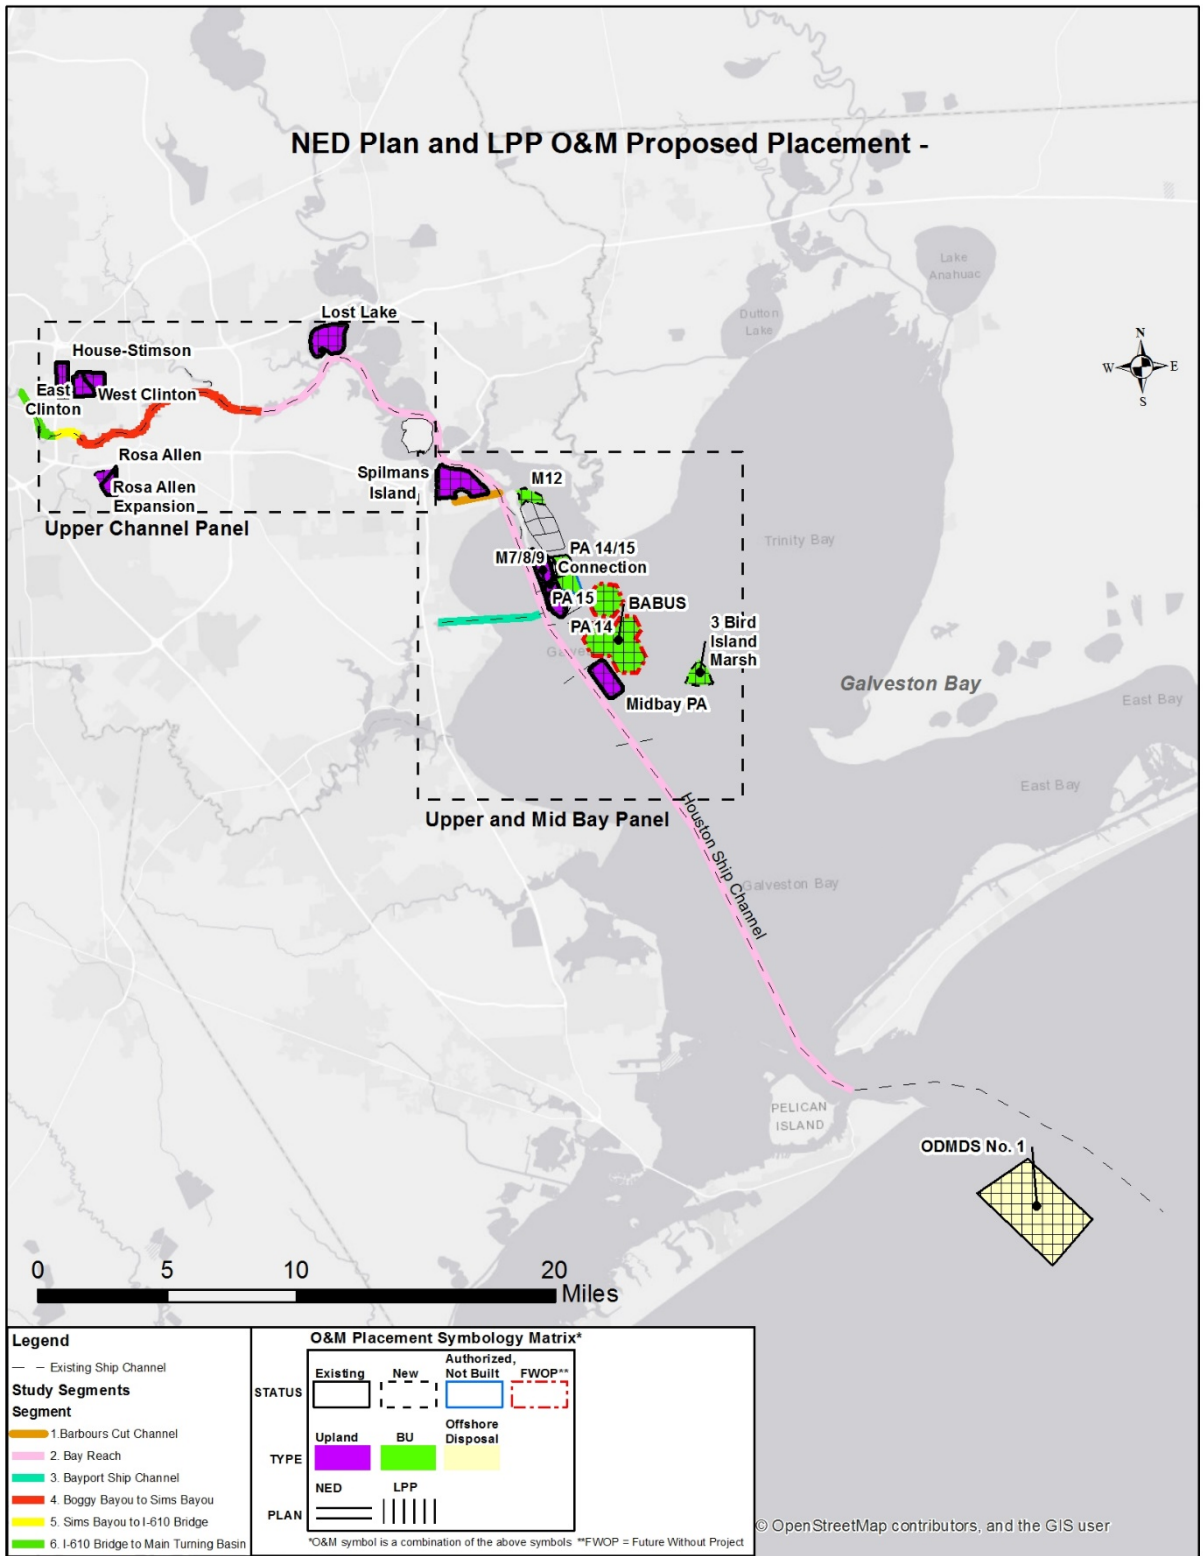 NED Plan and LPP O&M Proposed Placement -
Lake
Anahuac
Dutton
Lake
Lost Lake
N
W
E
S
House-Stimson
East
Clinton
West Clinton
Rosa Allen
Rosa Allen
Expansion
Upper Channel Panel
Spilmans
Island
M12
Trinity Bay
PA 14/15
Connection
M7/8/9
PA 15
BABUS
PA 14
3 Bird
Island
Marsh
Midbay PA
Galveston Bay
East Bay
East Bay
Upper and Mid Bay Panel
Houston Ship Channel
Galveston Bay
PELICAN
ISLAND
ODMDS No. 1
0 5 10 20
Miles
Legend
Existing Ship Channel
Study Segments
Segment
1.Barbours Cut Channel
2. Bay Reach
3. Bayport Ship Channel
4. Boggy Bayou to Sims Bayou
5. Sims Bayou to I-610 Bridge
6. I-610 Bridge to Main Turning Basin
O&M Placement Symbology Matrix*
STATUS
Existing
New
Authorized,
Not Built
FWOP**
TYPE
Upland
BU
Offshore
Disposal
PLAN
NED
LPP
*O&M symbol is a combination of the above symbols **FWOP = Future Without Project
© OpenStreetMap contributors, and the GIS user